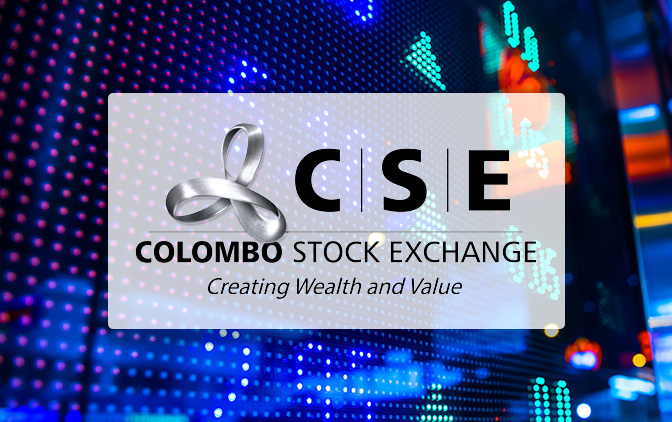 C|S|E
COLOMBO STOCK EXCHANGE
Creating Wealth and Value